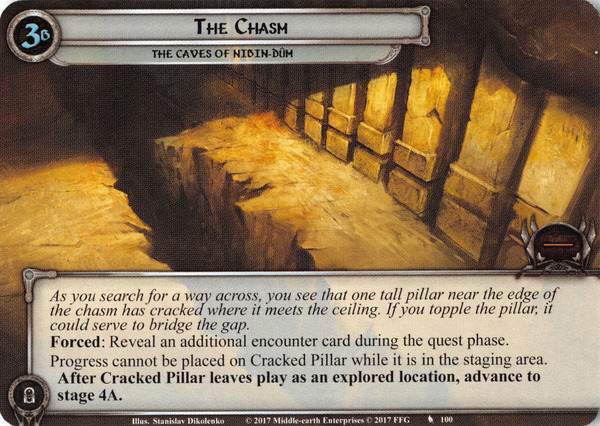 THE CHASM
3B
THE CAVES OF NIBIN-DÛM
As you search for a way across, you see that one tall pillar near the edge of
the chasm has cracked where it meets the ceiling. If you topple the pillar, it
could serve to bridge the gap.
Forced: Reveal an additional encounter card during the quest phase.
Progress cannot be placed on Cracked Pillar while it is in the staging area.
After Cracked Pillar leaves play as an explored location, advance to
stage 4A.
Illus. Stanislav Dikolenko © 2017 Middle-earth Enterprises © 2017 FFG 100